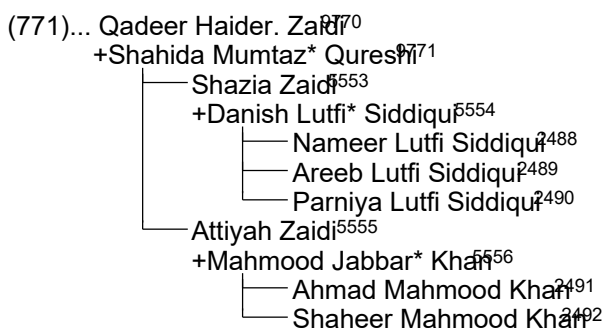 (771)... Qadeer Haider. Zaidi9770
+Shahida Mumtaz* Qureshi9771
Shazia Zaidi5553
+Danish Lutfi* Siddiqui5554
Nameer Lutfi Siddiqui2488
Areeb Lutfi Siddiqui2489
Parniya Lutfi Siddiqui2490
Attiyah Zaidi5555
+Mahmood Jabbar* Khan5556
Ahmad Mahmood Khan2491
Shaheer Mahmood Khan2492